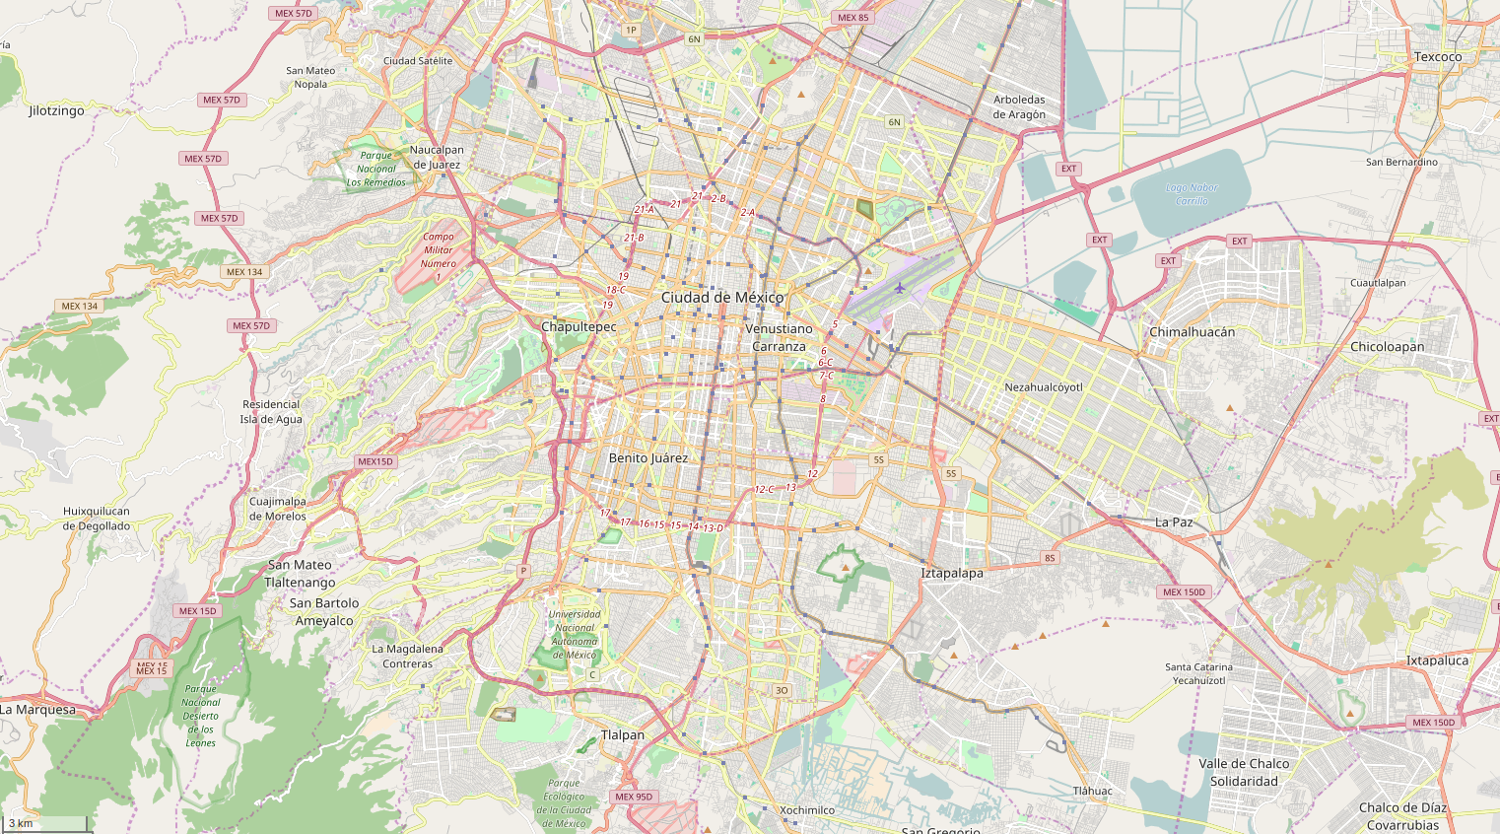 MEX 57D
1P
MEX 85
6N
Ciudad Satélite
Texcoco
San Mateo
Nopala
MEX 57D
Jilotzingo
Arboledas
de Aragón
6N
Naucalpan
de Juárez
MEX 57D
Parque
Nacional
Los Remedios
San Bernardino
EXT
Lago Nabor
Carrillo
21
2-B
21
21-A
2-A
MEX 57D
21-B
Campo
Militar
Número
1
EXT
EXT
EXT
MEX 134
19
18-C
19
Cuautlalpan
Ciudad de México
MEX 134
MEX 57D
Chapultepec
Venustiano
Carranza
5
Chimalhuacán
Chicoloapan
6
6-C
7-C
8
Nezahualcóyotl
Residencial
Isla de Agua
EXT
MEX15D
Benito Juárez
5S
5S
12
12-C
13
Cuajimalpa
de Morelos
Huixquilucan
de Degollado
17
17
16
15
15
14
13-D
La Paz
San Mateo
Tlaltenango
P
8S
Iztapalapa
MEX 150D
San Bartolo
Ameyalco
MEX 15D
Universidad
Nacional
Autónoma
de México
La Magdalena
Contreras
MEX 15
MEX 15
C
3O
Santa Catarina
Yecahuizotl
Ixtapaluca
Parque
Nacional
Desierto
de los
Leones
La Marquesa
MEX 150D
Tlalpan
Valle de Chalco
Solidaridad
Parque
Ecológico
de la Ciudad
de México
MEX 95D
Tláhuac
Xochimilco
Chalco de Díaz
Covarrubias
3 km
San Gregorio